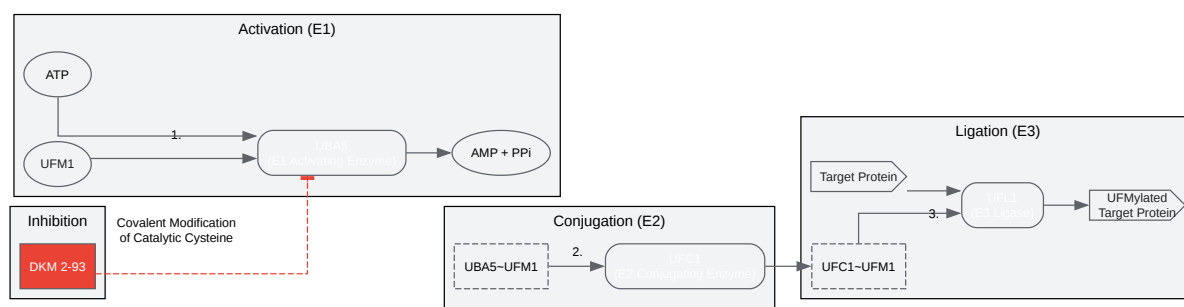 Activation (E1)
ATP
1.
UFM1
UBA5
(E1 Activating Enzyme)
AMP + PPi
Inhibition
DKM 2-93
Covalent Modification
of Catalytic Cysteine
Conjugation (E2)
UBA5~UFM1
2.
UFC1
(E2 Conjugating Enzyme)
Ligation (E3)
Target Protein
UFL1
(E3 Ligase)
3.
UFMylated
Target Protein
UFC1~UFM1